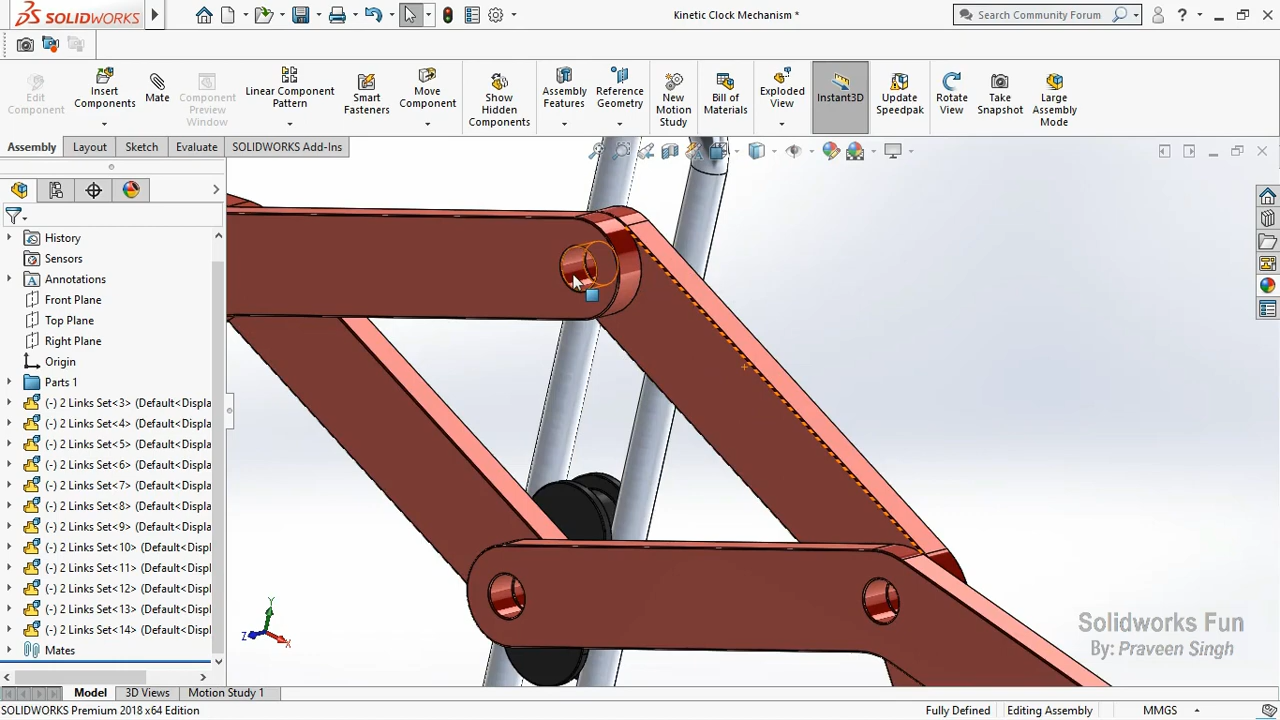 SOLIDWORKS
Kinetic Clock Mechanism *
Search Community Forum
?
Edit Component
Insert Components
Mate
Component Preview Window
Linear Component Pattern
Smart Fasteners
Move Component
Show Hidden Components
Assembly Features
Reference Geometry
New Motion Study
Bill of Materials
Exploded View
Instant3D
Update Speedpak
Rotate View
Take Snapshot
Large Assembly Mode
Assembly
Layout
Sketch
Evaluate
SOLIDWORKS Add-Ins
History
Sensors
Annotations
Front Plane
Top Plane
Right Plane
Origin
Parts 1
(-) 2 Links Set<3> (Default<Displa
(-) 2 Links Set<4> (Default<Displa
(-) 2 Links Set<5> (Default<Displa
(-) 2 Links Set<6> (Default<Displa
(-) 2 Links Set<7> (Default<Displa
(-) 2 Links Set<8> (Default<Displa
(-) 2 Links Set<9> (Default<Displa
(-) 2 Links Set<10> (Default<Displ
(-) 2 Links Set<11> (Default<Displ
(-) 2 Links Set<12> (Default<Displ
(-) 2 Links Set<13> (Default<Displ
(-) 2 Links Set<14> (Default<Displ
Mates
Y
Z
X
Solidworks Fun
By: Praveen Singh
Model
3D Views
Motion Study 1
SOLIDWORKS Premium 2018 x64 Edition
Fully Defined
Editing Assembly
MMGS